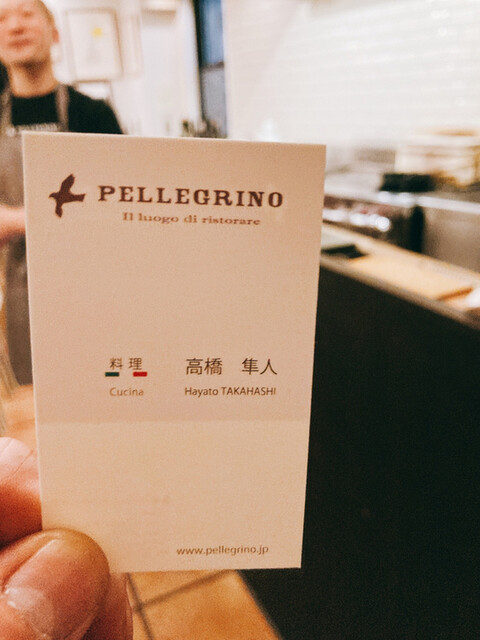 PELLEGRINO
Il luogo di ristorare
料理 高橋 隼人
Cucina Hayato TAKAHASHI
www.pellegrino.jp